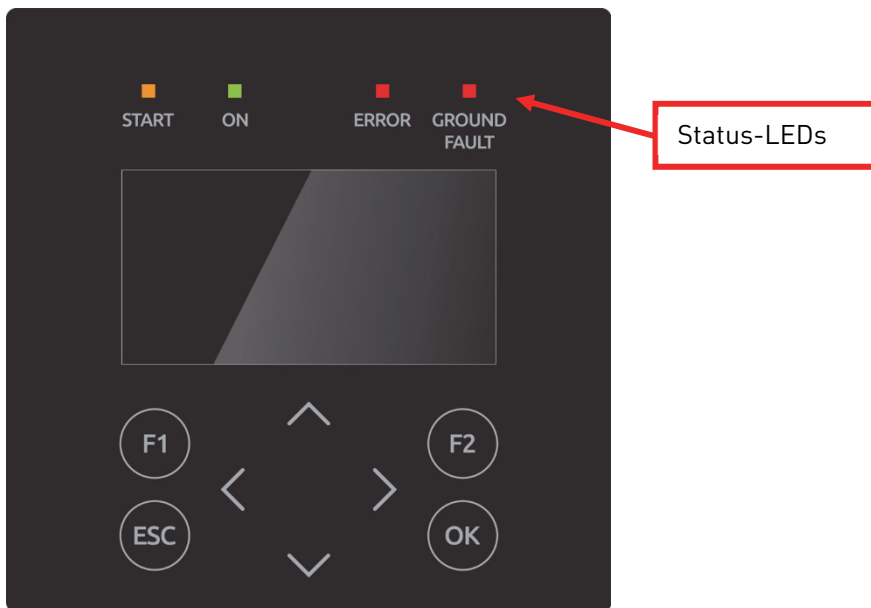 START ON ERROR GROUND
FAULT
Status-LEDs
F1 F2
ESC OK